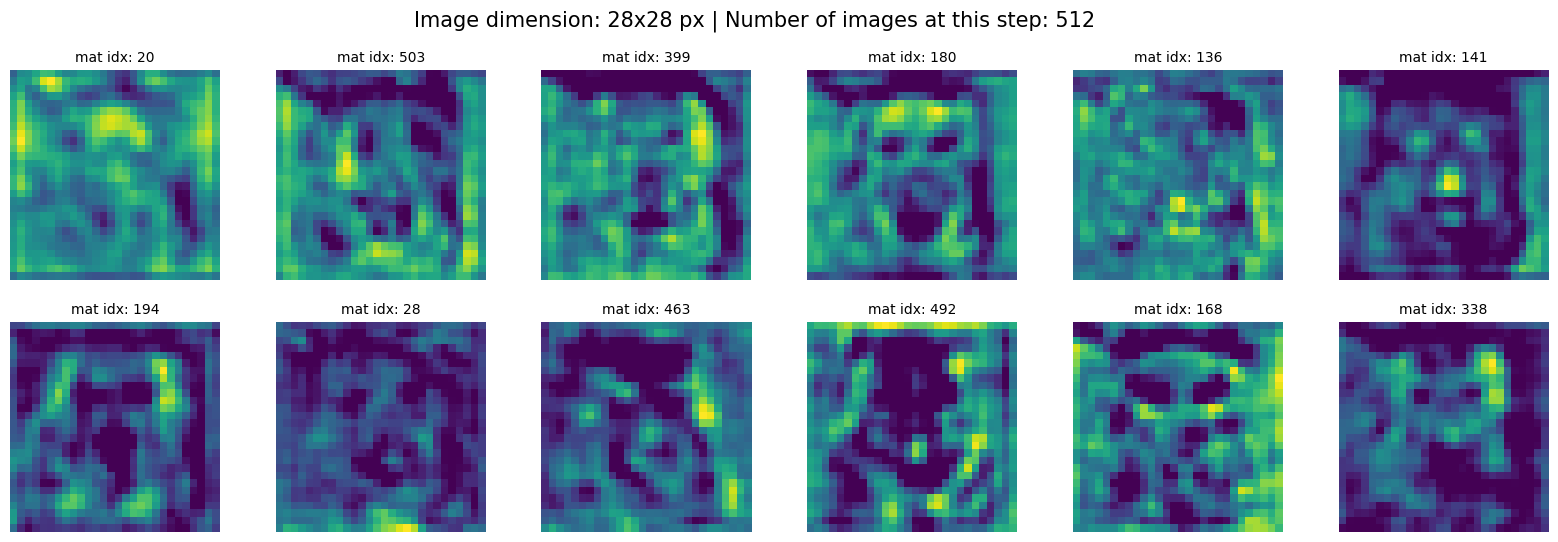 Image dimension: 28x28 px | Number of images at this step: 512
mat idx: 20
mat idx: 503
mat idx: 399
mat idx: 180
mat idx: 136
mat idx: 141
mat idx: 194
mat idx: 28
mat idx: 463
mat idx: 492
mat idx: 168
mat idx: 338